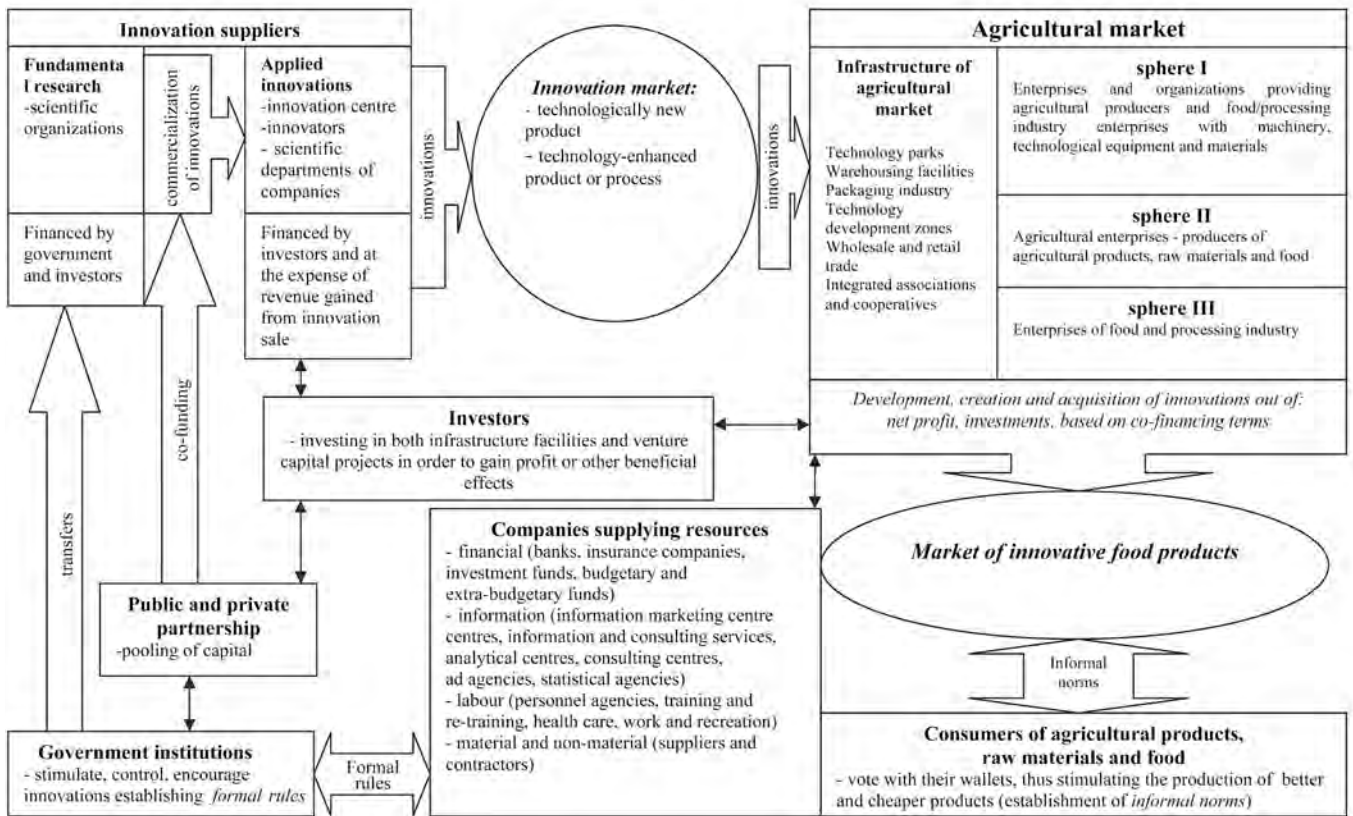 Innovation suppliers
Fundamenta
l research
-scientific
organizations
commercialization
of innovations
Applied
innovations
-innovation centre
-innovators
- scientific
departments of
companies
Financed by
government
and investors
Financed by
investors and at
the expense of
revenue gained
from innovation
sale
innovations
Innovation market:
- technologically new
product
- technology-enhanced
product or process
innovations
Agricultural market
Infrastructure of
agricultural
market
Technology parks
Warehousing facilities
Packaging industry
Technology
development zones
Wholesale and retail
trade
Integrated associations
and cooperatives
sphere I
Enterprises and organizations providing
agricultural producers and food/processing
industry enterprises with machinery,
technological equipment and materials
sphere II
Agricultural enterprises - producers of
agricultural products, raw materials and food
sphere III
Enterprises of food and processing industry
Development, creation and acquisition of innovations out of:
net profit, investments, based on co-financing terms
transfers
co-funding
Investors
- investing in both infrastructure facilities and venture
capital projects in order to gain profit or other beneficial
effects
Public and private
partnership
-pooling of capital
Government institutions
- stimulate, control, encourage
innovations establishing formal rules
Formal
rules
Companies supplying resources
- financial (banks, insurance companies,
investment funds, budgetary and
extra-budgetary funds)
- information (information marketing centre
centres, information and consulting services,
analytical centres, consulting centres,
ad agencies, statistical agencies)
- labour (personnel agencies, training and
re-training, health care, work and recreation)
- material and non-material (suppliers and
contractors)
Market of innovative food products
Informal
norms
Consumers of agricultural products,
raw materials and food
- vote with their wallets, thus stimulating the production of better
and cheaper products (establishment of informal norms)